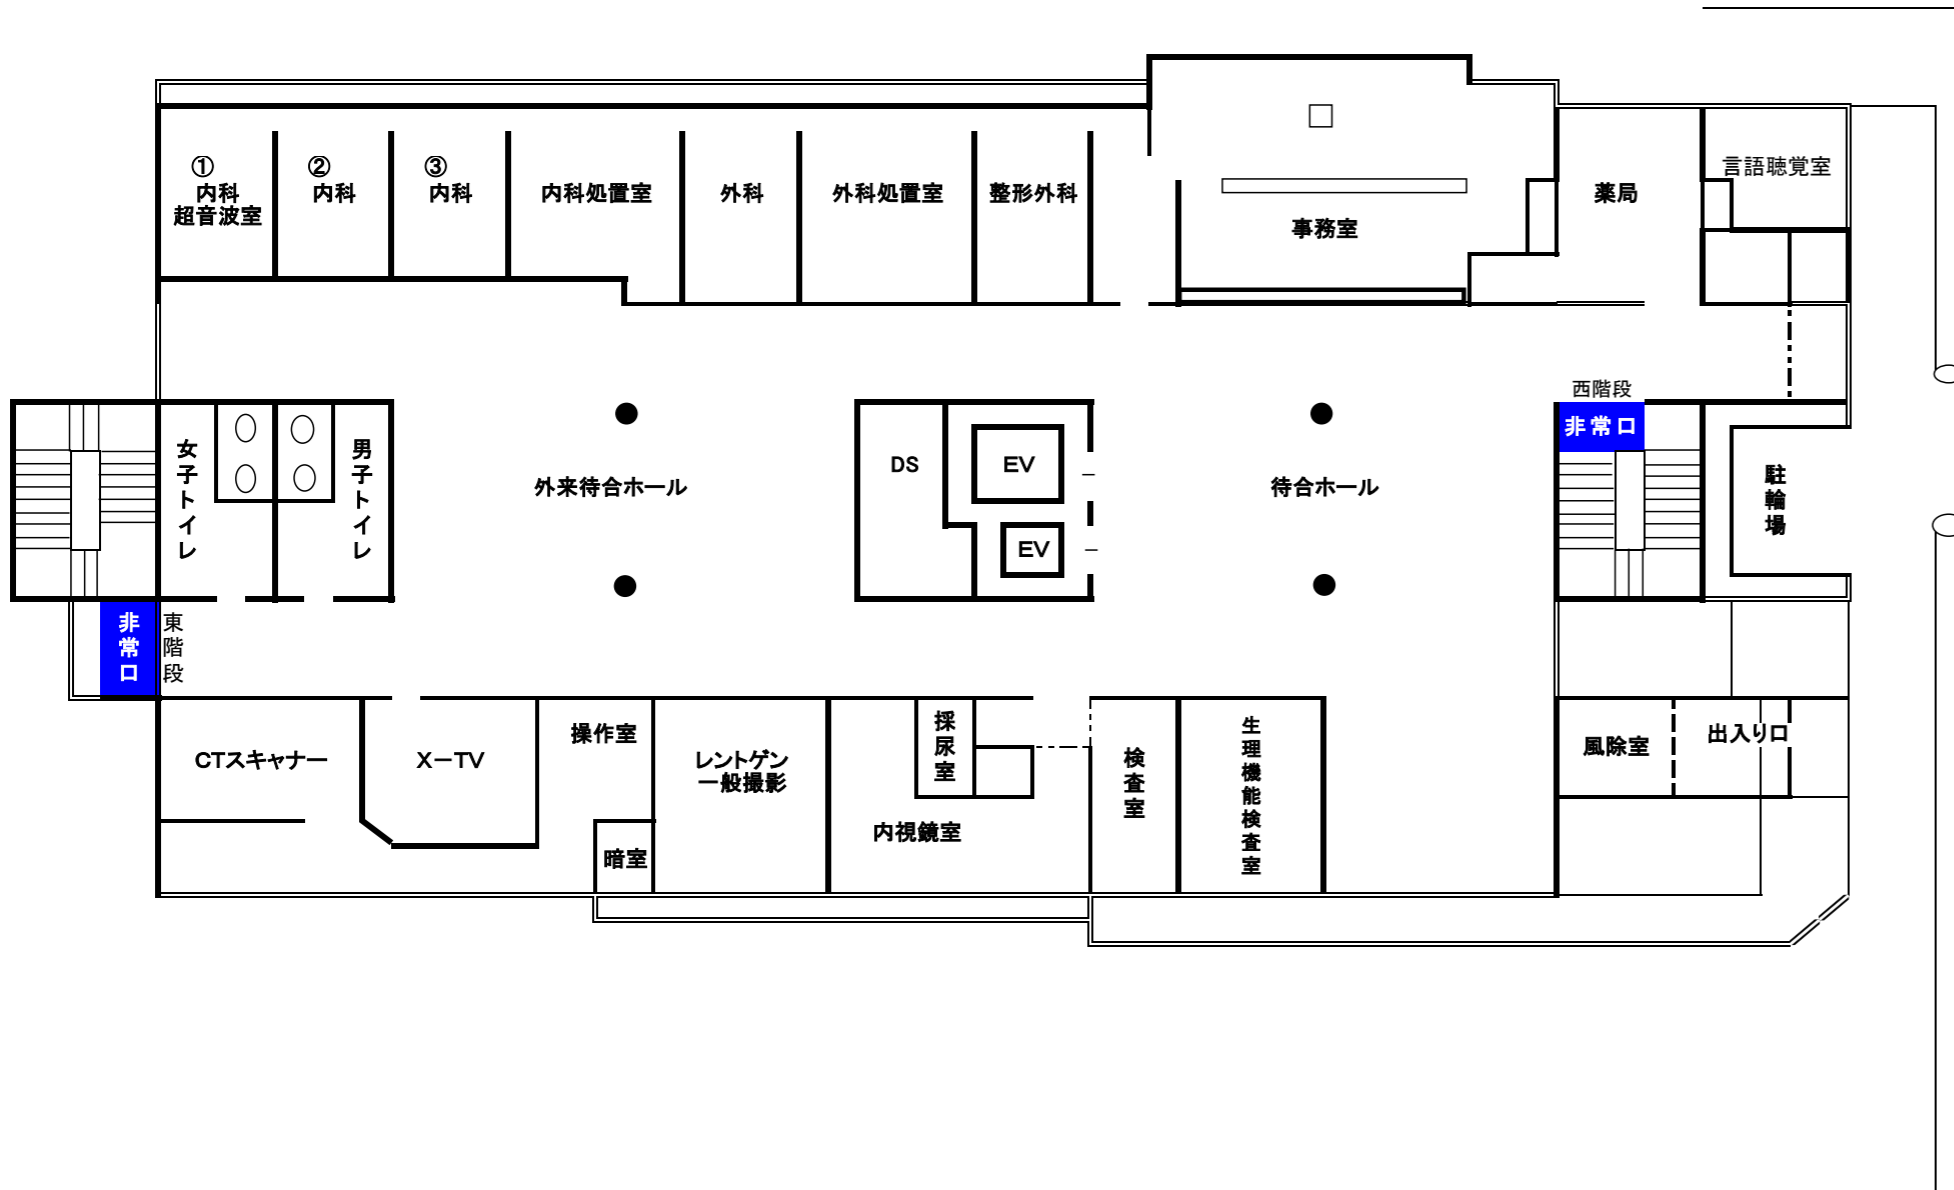 ①
内科
超音波室
②
内科
③
内科
内科処置室
外科
外科処置室
整形外科
事務室
薬局
言語聴覚室
西階段
非常口
女子トイレ
男子トイレ
外来待合ホール
DS
EV
EV
待合ホール
駐輪場
非常口
東階段
CTスキャナー
X－TV
操作室
暗室
レントゲン
一般撮影
採尿室
内視鏡室
検査室
生理機能検査室
風除室
出入り口